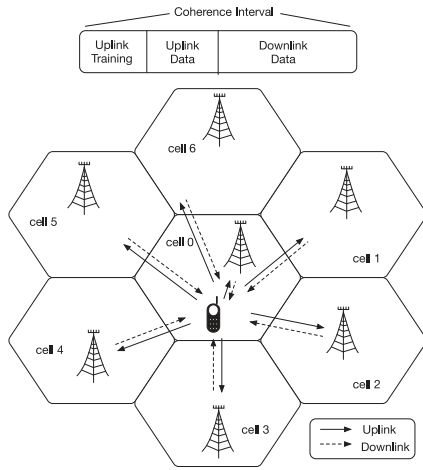 Coherence Interval
Uplink
Training
Uplink
Data
Downlink
Data
cell 6
cell 5
cell 0
cell 1
cell 4
cell 2
cell 3
Uplink
Downlink